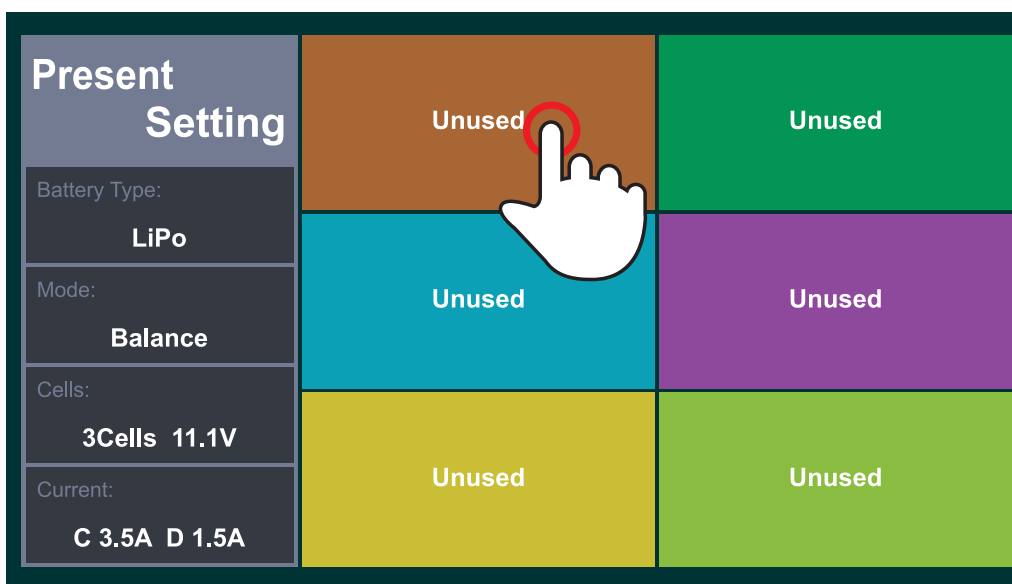 Present
Setting
Battery Type:
LiPo
Mode:
Balance
Cells:
3Cells 11.1V
Current:
C 3.5A D 1.5A
Unused
Unused
Unused
Unused
Unused
Unused